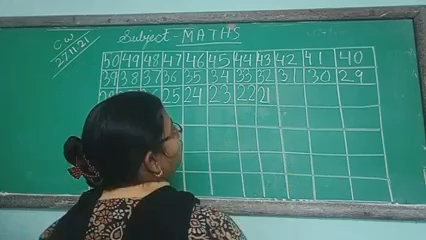 C.W
27/11/21
Subject - MATHS
50 49 48 47 46 45 44 43 42 41 40
39 38 37 36 35 34 33 32 31 30 29
25 24 23 22 21